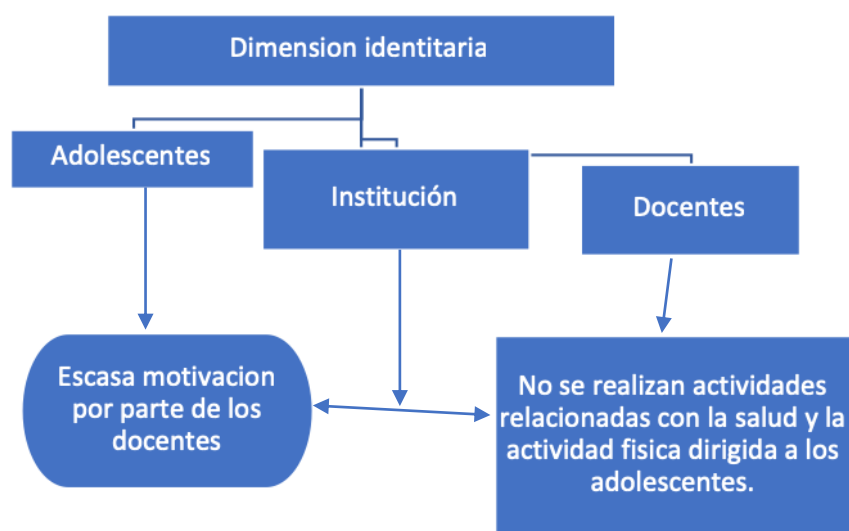 Dimension identitaria
Adolescentes
Institución
Docentes
Escasa motivacion
por parte de los
docentes
No se realizan actividades
relacionadas con la salud y la
actividad fisica dirigida a los
adolescentes.